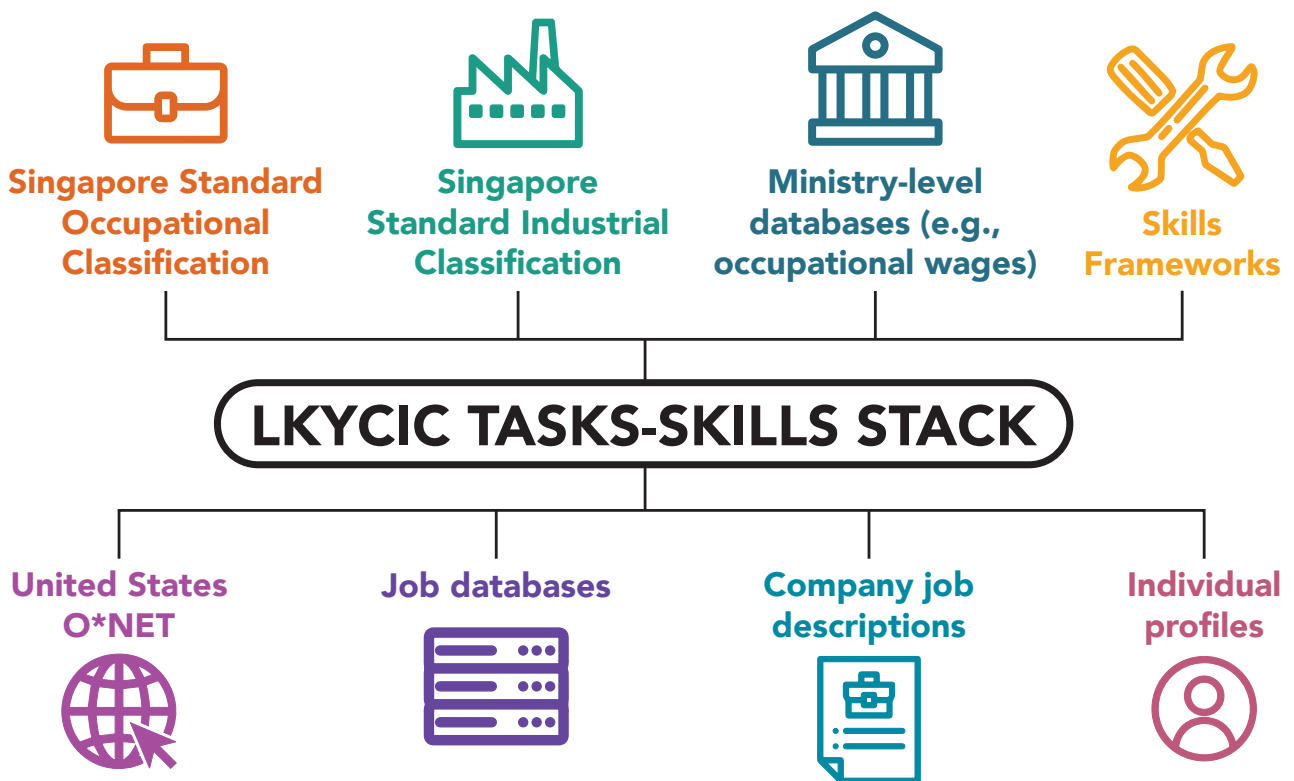 Singapore Standard
Occupational
Classification
Singapore
Standard Industrial
Classification
Ministry-level
databases (e.g.,
occupational wages)
Skills
Frameworks
LKYCIC TASKS-SKILLS STACK
United States
O*NET
Job databases
Company job
descriptions
Individual
profiles